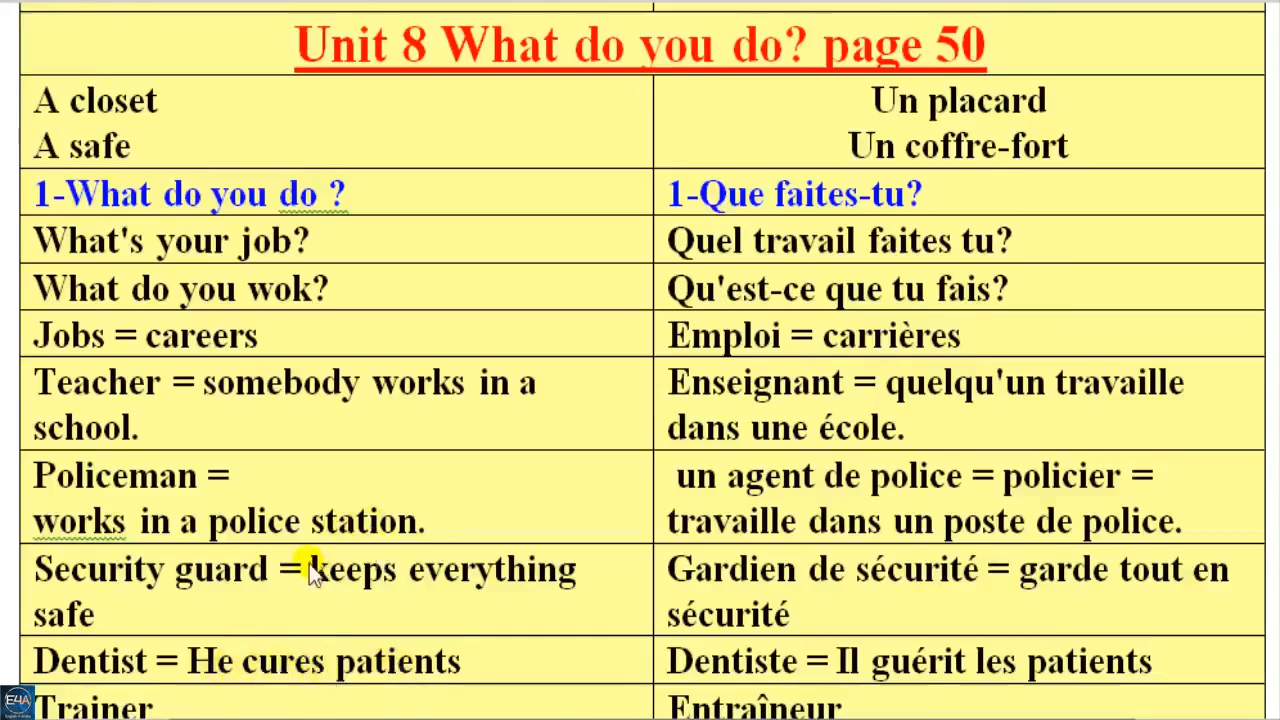 Unit 8 What do you do? page 50
A closet
A safe
Un placard
Un coffre-fort
1-What do you do ?
1-Que faites-tu?
What's your job?
Quel travail faites tu?
What do you wok?
Qu'est-ce que tu fais?
Jobs = careers
Emploi = carrières
Teacher = somebody works in a
school.
Enseignant = quelqu'un travaille
dans une école.
Policeman =
works in a police station.
un agent de police = policier =
travaille dans un poste de police.
Security guard = keeps everything
safe
Gardien de sécurité = garde tout en
sécurité
Dentist = He cures patients
Dentiste = Il guérit les patients
Trainer
Entraîneur
E4A